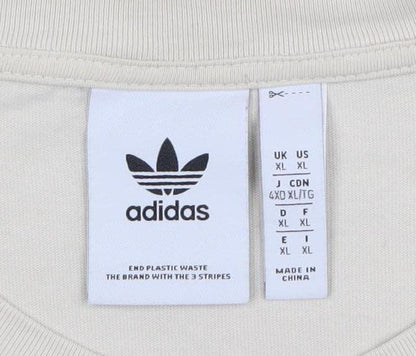 adidas
END PLASTIC WASTE
THE BRAND WITH THE 3 STRIPES
UK US
XL XL
J CDN
4XO XL/TG
D F
XL XL
E I
XL XL
MADE IN
CHINA